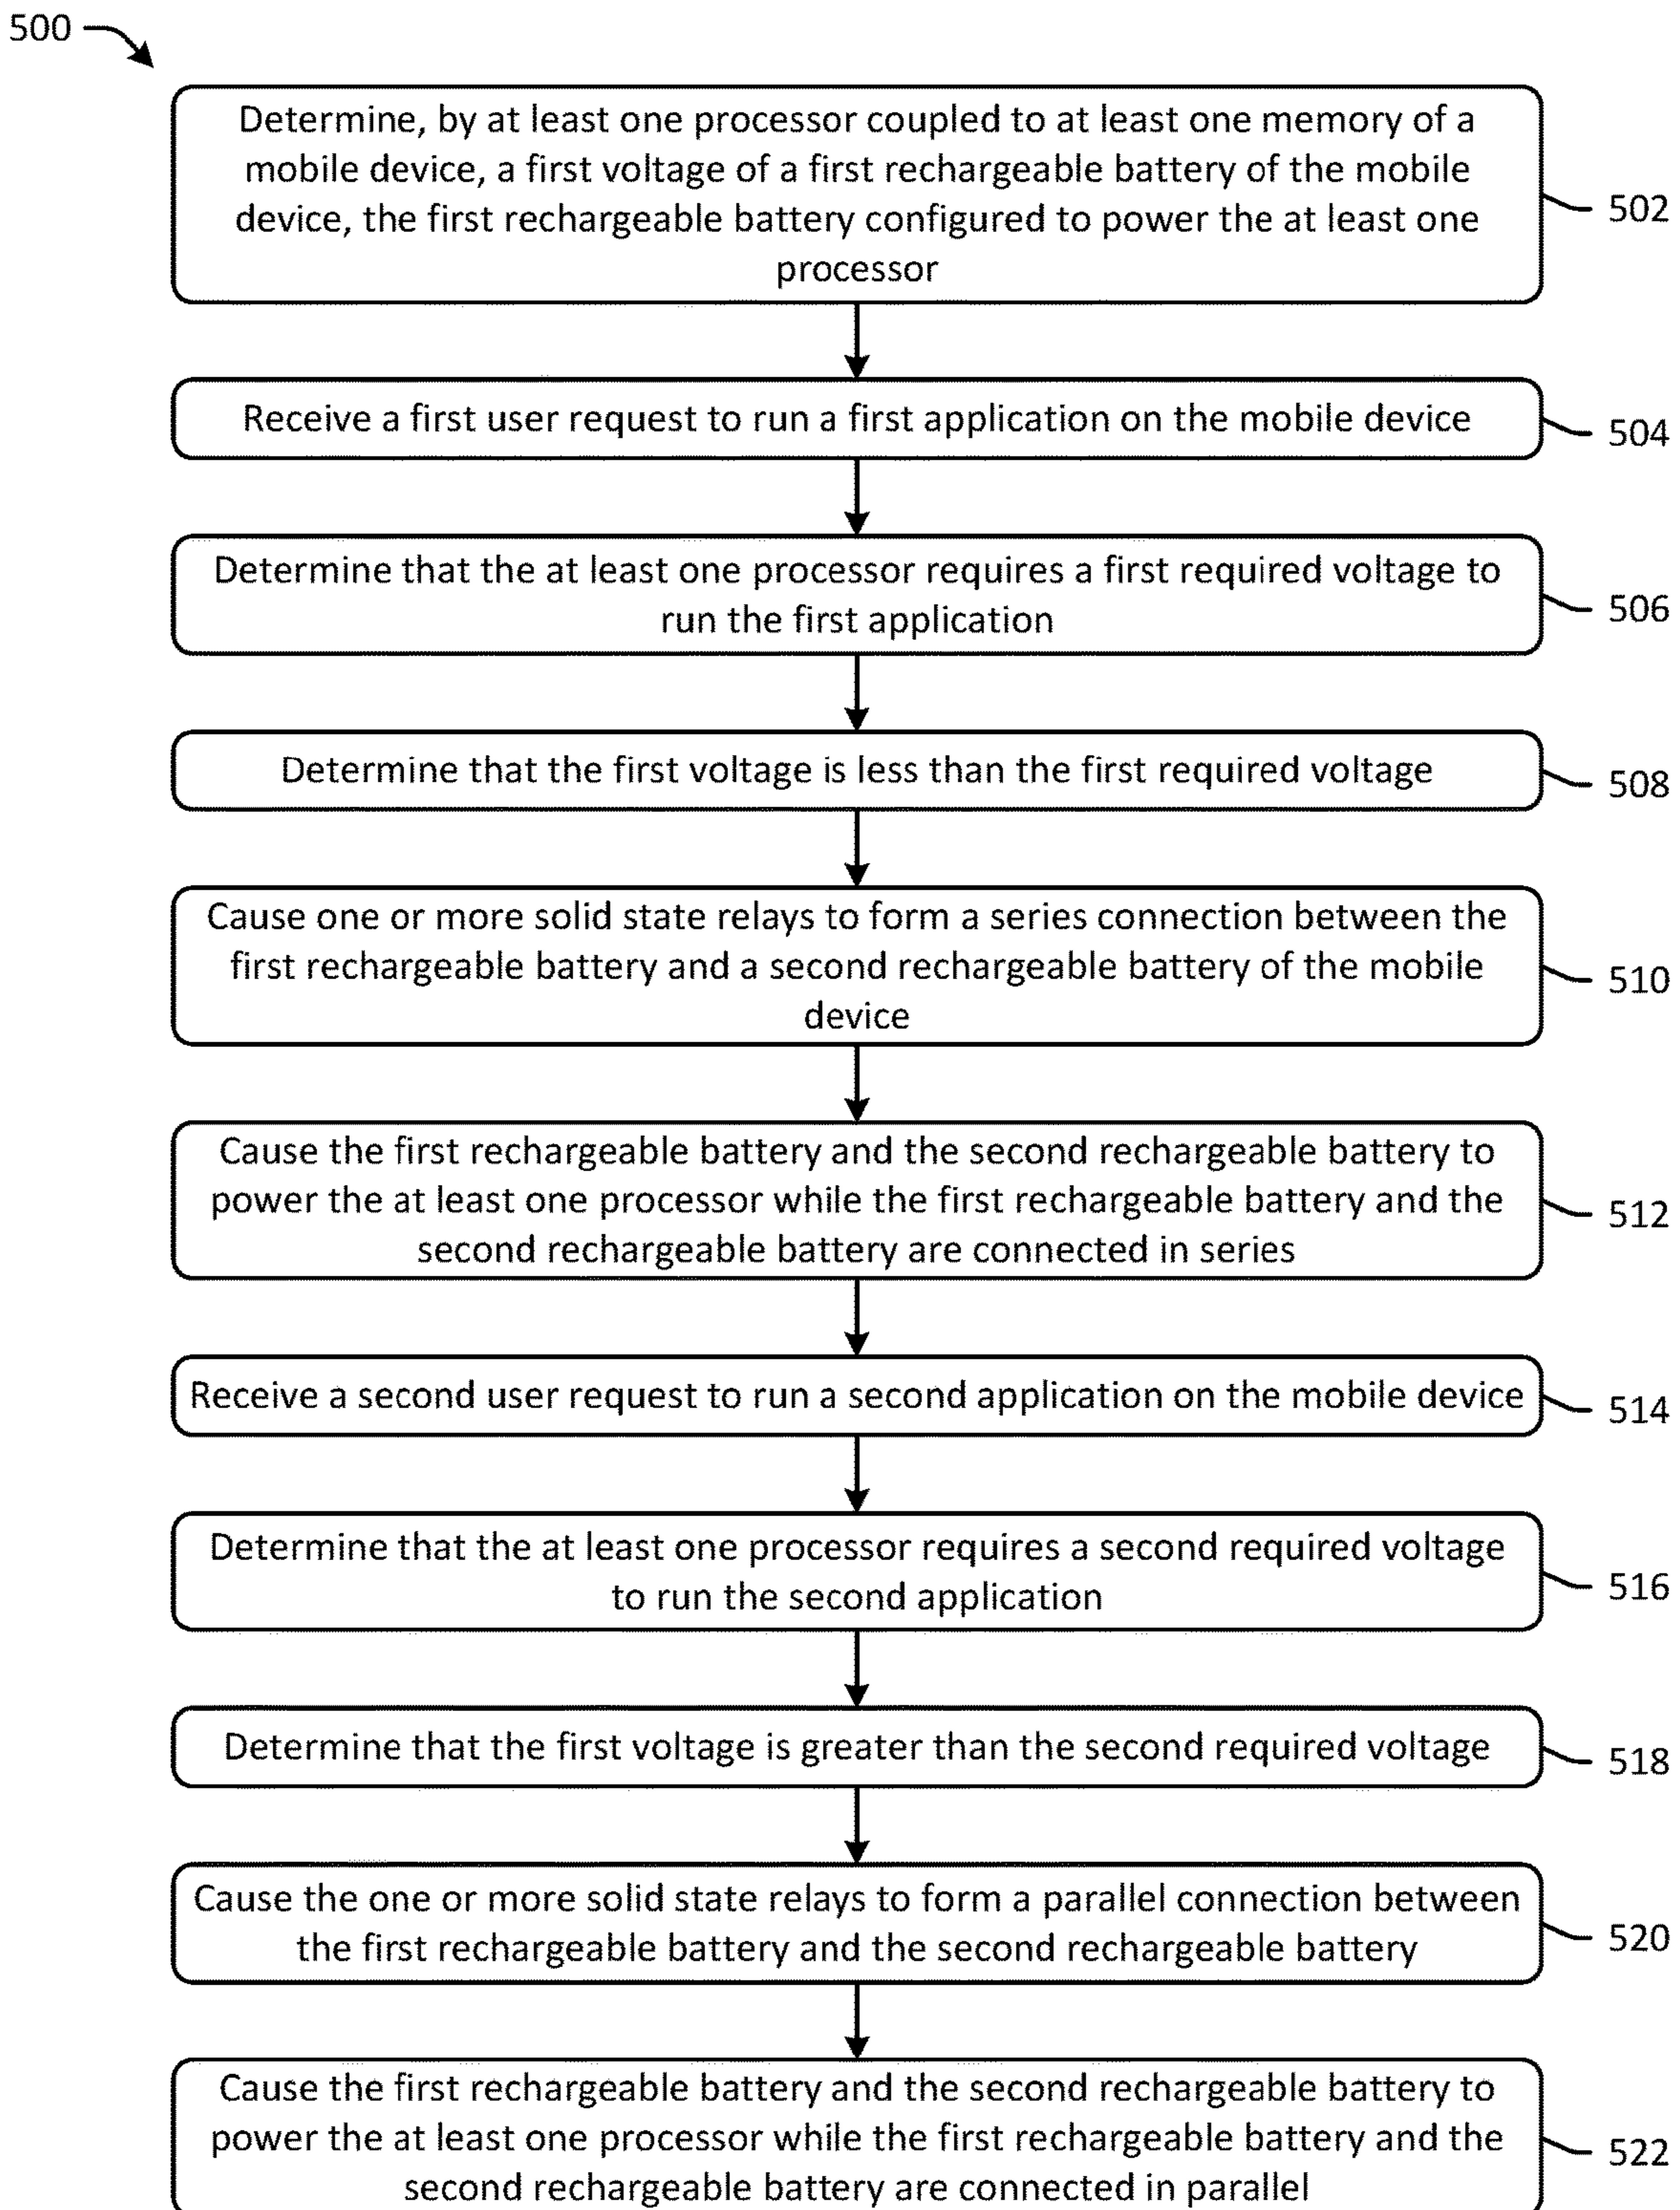 500
Determine, by at least one processor coupled to at least one memory of a
mobile device, a first voltage of a first rechargeable battery of the mobile
device, the first rechargeable battery configured to power the at least one
processor
502
Receive a first user request to run a first application on the mobile device
504
Determine that the at least one processor requires a first required voltage to
run the first application
506
Determine that the first voltage is less than the first required voltage
508
Cause one or more solid state relays to form a series connection between the
first rechargeable battery and a second rechargeable battery of the mobile
device
510
Cause the first rechargeable battery and the second rechargeable battery to
power the at least one processor while the first rechargeable battery and the
second rechargeable battery are connected in series
512
Receive a second user request to run a second application on the mobile device
514
Determine that the at least one processor requires a second required voltage
to run the second application
516
Determine that the first voltage is greater than the second required voltage
518
Cause the one or more solid state relays to form a parallel connection between
the first rechargeable battery and the second rechargeable battery
520
Cause the first rechargeable battery and the second rechargeable battery to
power the at least one processor while the first rechargeable battery and the
second rechargeable battery are connected in parallel
522